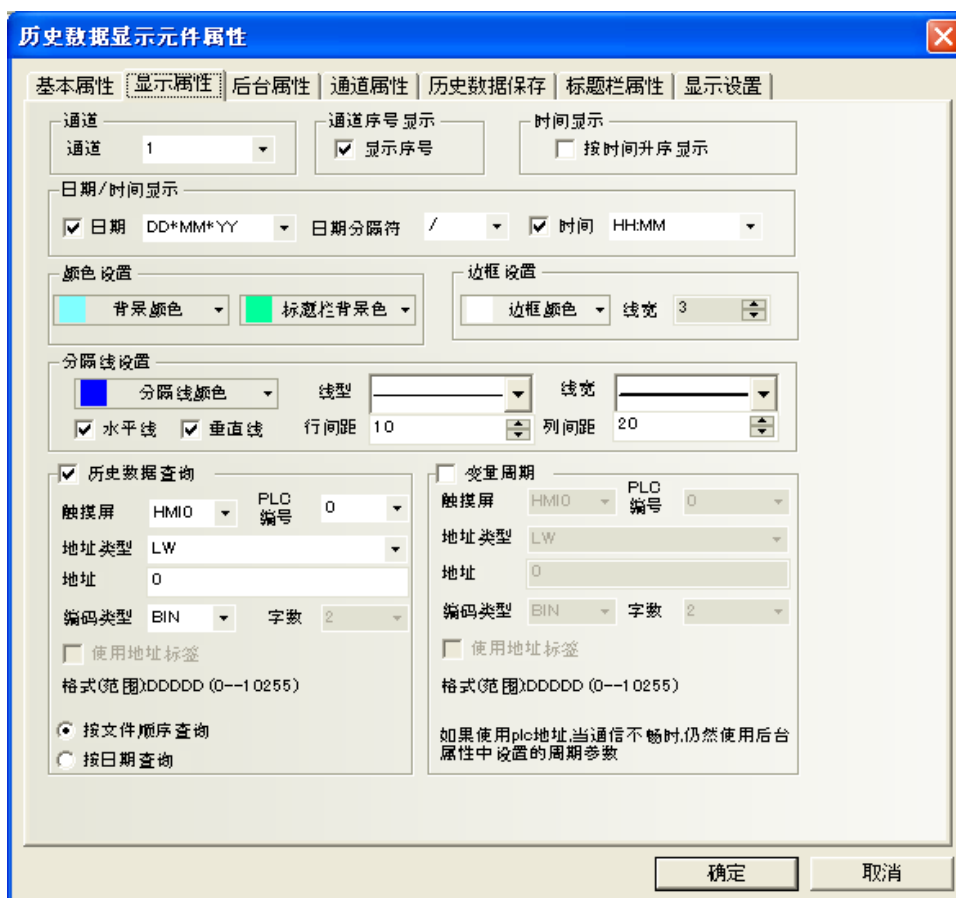 历史数据显示元件属性
基本属性 显示属性 后台属性 通道属性 历史数据保存 标题栏属性 显示设置
通道 通道序号显示 时间显示
通道 1 显示序号 按时间升序显示
日期/时间显示
日期 DD*MM*YY 日期分隔符 / 时间 HH:MM
颜色设置 边框设置
背景颜色 标题栏背景色 边框颜色 线宽 3
分隔线设置
分隔线颜色 线型 线宽
水平线 垂直线 行间距 10 列间距 20
历史数据查询
触摸屏 HMI0 PLC编号 0
地址类型 LW
地址 0
编码类型 BIN 字数 2
使用地址标签
格式(范围):DDDDD (0--10255)
按文件顺序查询
按日期查询
变量周期
触摸屏 HMI0 PLC编号 0
地址类型 LW
地址 0
编码类型 BIN 字数 2
使用地址标签
格式(范围):DDDDD (0--10255)
如果使用plc地址,当通信不畅时,仍然使用后台
属性中设置的周期参数
确定 取消